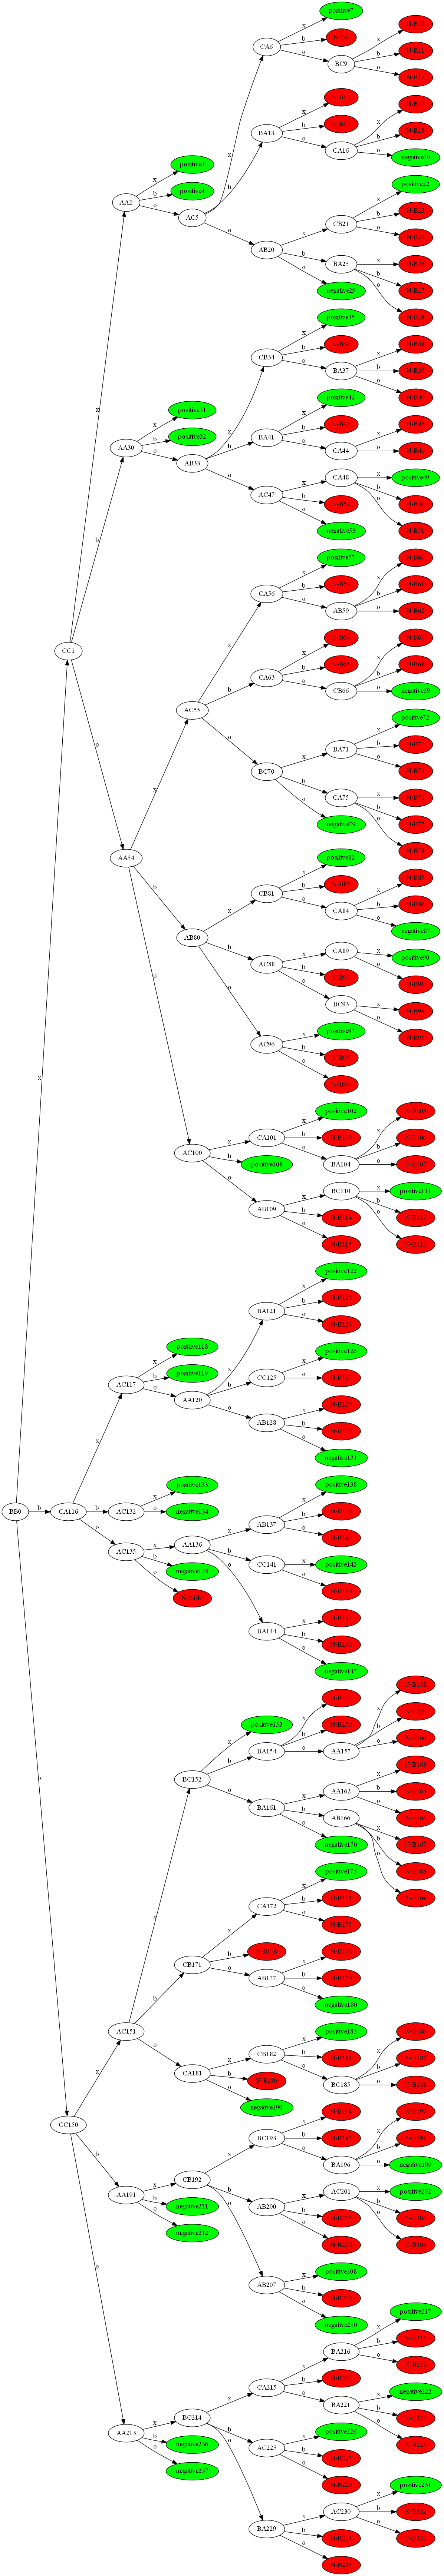 BB0
x CC1
x AA2
x positive3
b positive4
o AC5
x CA6
x positive7
b N-B8
o BC9
x N-B10
b N-B11
o N-B12
b BA13
x N-B14
b N-B15
o CA16
x N-B17
b N-B18
o negative19
o AB20
x CB21
x positive22
b N-B23
o N-B24
b BA25
x N-B26
b N-B27
o N-B28
o negative29
b AA30
x positive31
b positive32
o AB33
x CB34
x positive35
b N-B36
o BA37
x N-B38
b N-B39
o N-B40
b BA41
x positive42
b N-B43
o CA44
x N-B45
o N-B46
o AC47
x CA48
x positive49
b N-B50
o N-B51
b N-B52
o negative53
o AA54
x AC55
x CA56
x positive57
b N-B58
o AB59
x N-B60
b N-B61
o N-B62
b CA63
x N-B64
b N-B65
o CB66
x N-B67
b N-B68
o negative69
o BC70
x BA71
x positive72
b N-B73
o N-B74
b CA75
x N-B76
b N-B77
o N-B78
o negative79
b AB80
x CB81
x positive82
b N-B83
o CA84
x N-B85
b N-B86
o negative87
b AC88
x CA89
x positive90
o N-B91
b N-B92
o BC93
x N-B94
o N-B95
o AC96
x positive97
b N-B98
o N-B99
o AC100
x CA101
x positive102
b N-B103
o BA104
x N-B105
b N-B106
o N-B107
b positive108
o AB109
x BC110
x positive111
b N-B112
o N-B113
b N-B114
o N-B115
b CA116
x AC117
x positive118
b positive119
o AA120
x BA121
x positive122
b N-B123
o N-B124
b CC125
x positive126
o N-B127
o AB128
x N-B129
b N-B130
o negative131
b AC132
x positive133
o negative134
o AC135
x AA136
x AB137
x positive138
b N-B139
o N-B140
b CC141
x positive142
o N-B143
o BA144
x N-B145
b N-B146
o negative147
b negative148
o N-B149
o CC150
x AC151
x BC152
x positive153
b BA154
x N-B155
b N-B156
o AA157
x N-B158
b N-B159
o N-B160
o BA161
x AA162
x N-B163
b N-B164
o N-B165
b AB166
x N-B167
b N-B168
o N-B169
o negative170
b CB171
x CA172
x positive173
b N-B174
o N-B175
b N-B176
o AB177
x N-B178
b N-B179
o negative180
o CA181
x CB182
x positive183
b N-B184
o BC185
x N-B186
b N-B187
o N-B188
b N-B189
o negative190
b AA191
x CB192
x BC193
x N-B194
b N-B195
o BA196
x N-B197
b N-B198
o negative199
b AB200
x AC201
x positive202
b N-B203
o N-B204
b N-B205
o N-B206
o AB207
x positive208
b N-B209
o negative210
b negative211
o negative212
o AA213
x BC214
x CA215
x BA216
x positive217
b N-B218
o N-B219
b N-B220
o BA221
x negative222
b N-B223
o N-B224
b AC225
x positive226
b N-B227
o N-B228
o BA229
x AC230
x positive231
b N-B232
o N-B233
b N-B234
o N-B235
b negative236
o negative237